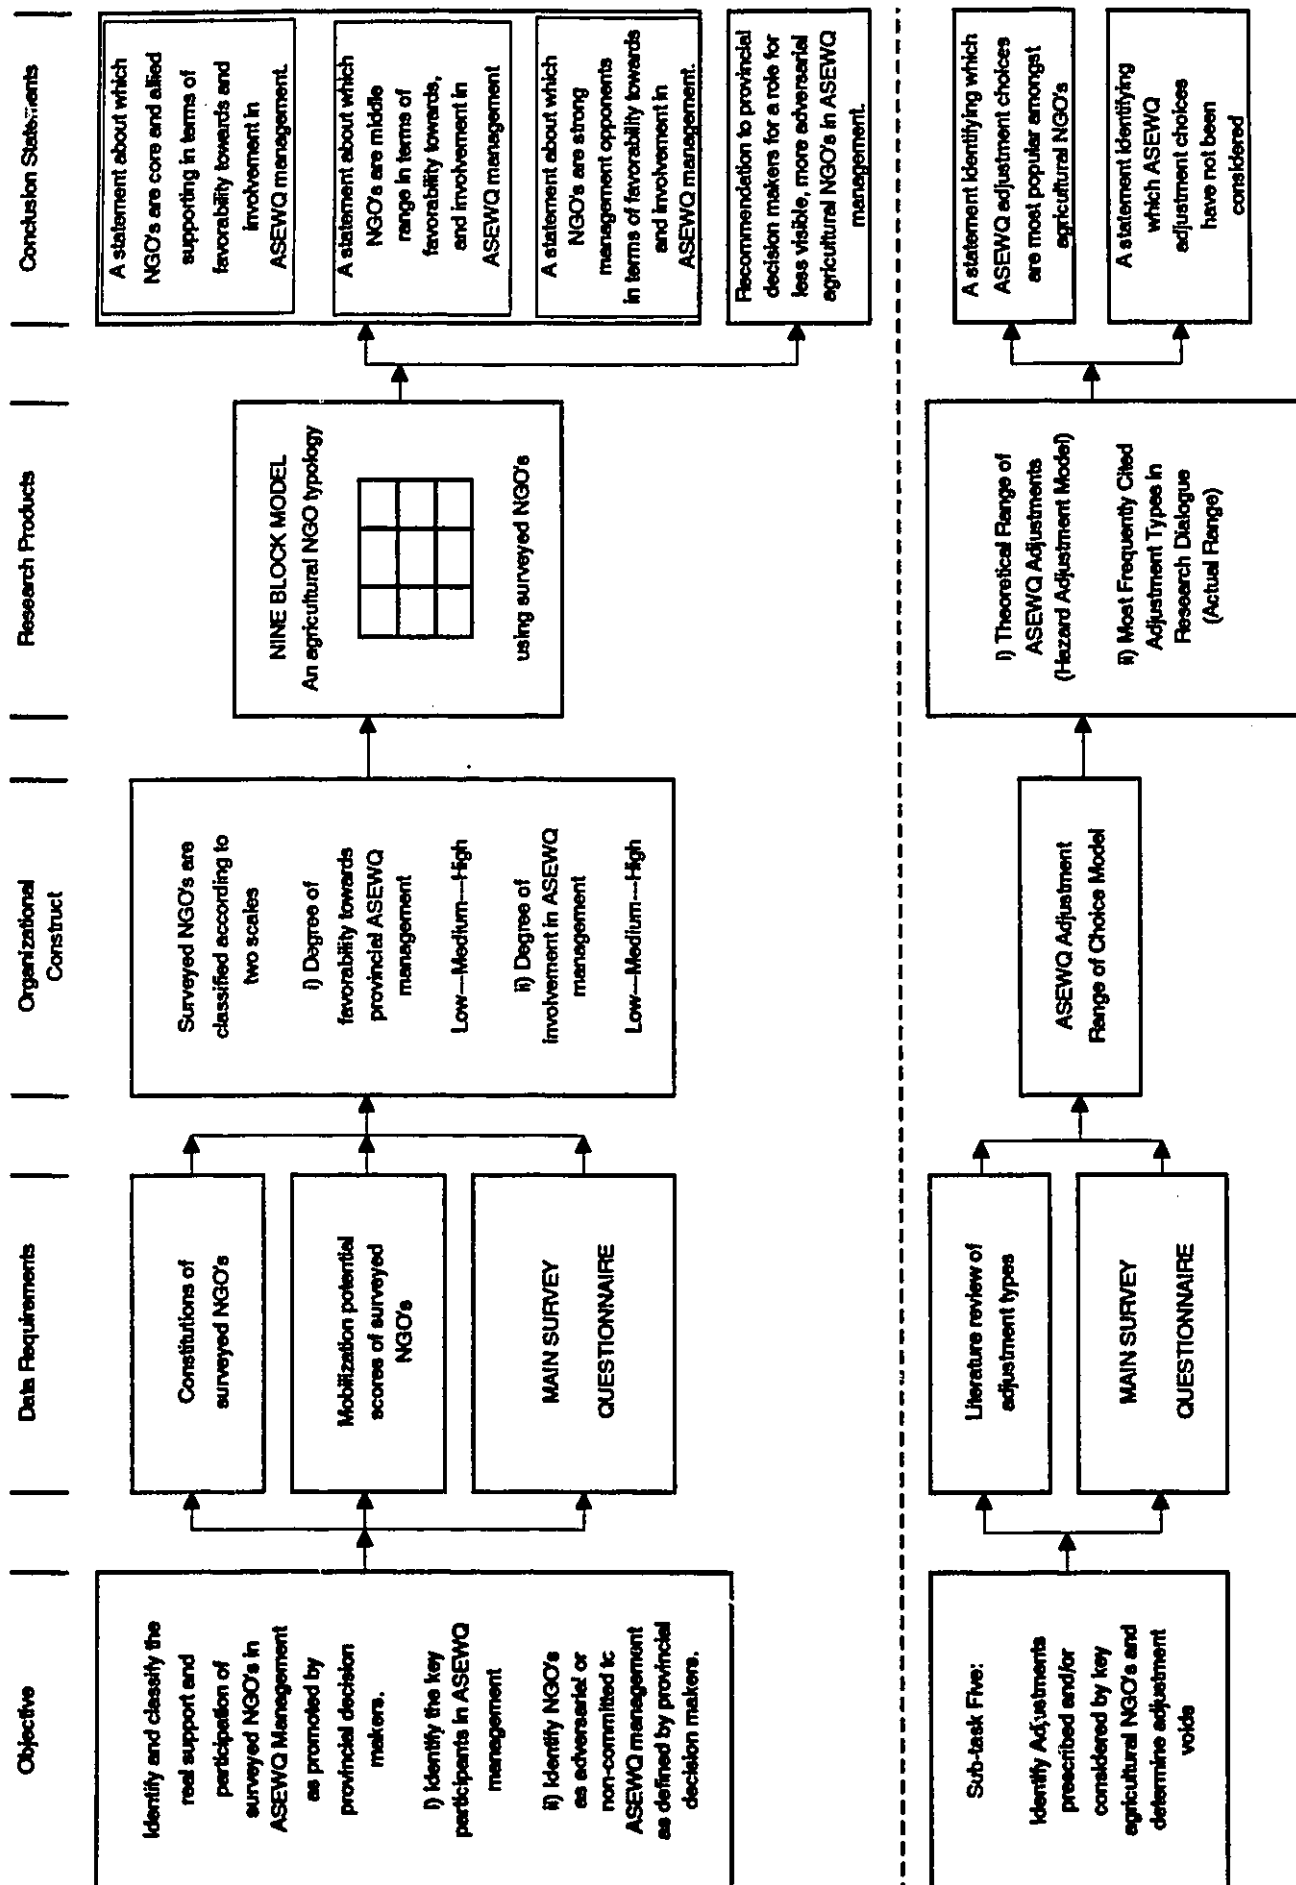 Objective
Data Requirements
Organizational
Construct
Research Products
Conclusion Statements
Identify and classify the
real support and
participation of
surveyed NGO's in
ASEWQ Management
as promoted by
provincial decision
makers.
i) Identify the key
participants in ASEWQ
management
ii) Identify NGO's
as adversarial or
non-committed tc
ASEWQ management
as defined by provincial
decision makers.
Constitutions of
surveyed NGO's
Mobilization potential
scores of surveyed
NGO's
MAIN SURVEY
QUESTIONNAIRE
Surveyed NGO's are
classified according to
two scales
i) Degree of
favorability towards
provincial ASEWQ
management
Low---Medium---High
ii) Degree of
involvement in ASEWQ
management
Low---Medium---High
NINE BLOCK MODEL
An agricultural NGO typology
using surveyed NGO's
A statement about which
NGO's are core and allied
supporting in terms of
favorability towards and
involvement in
ASEWQ management.
A statement about which
NGO's are middle
range in terms of
favorability towards,
and involvement in
ASEWQ management
A statement about which
NGO's are strong
management opponents
in terms of favorability towards
and involvement in
ASEWQ management.
Recommendation to provincial
decision makers for a role for
less visible, more adversarial
agricultural NGO's in ASEWQ
management.
Sub-task Five:
Identify Adjustments
prescribed and/or
considered by key
agricultural NGO's and
determine adjustment
voids
Literature review of
adjustment types
MAIN SURVEY
QUESTIONNAIRE
ASEWQ Adjustment
Range of Choice Model
i) Theoretical Range of
ASEWQ Adjustments
(Hazard Adjustment Model)
ii) Most Frequently Cited
Adjustment Types in
Research Dialogue
(Actual Range)
A statement identifying which
ASEWQ adjustment choices
are most popular amongst
agricultural NGO's
A statement identifying
which ASEWQ
adjustment choices
have not been
considered